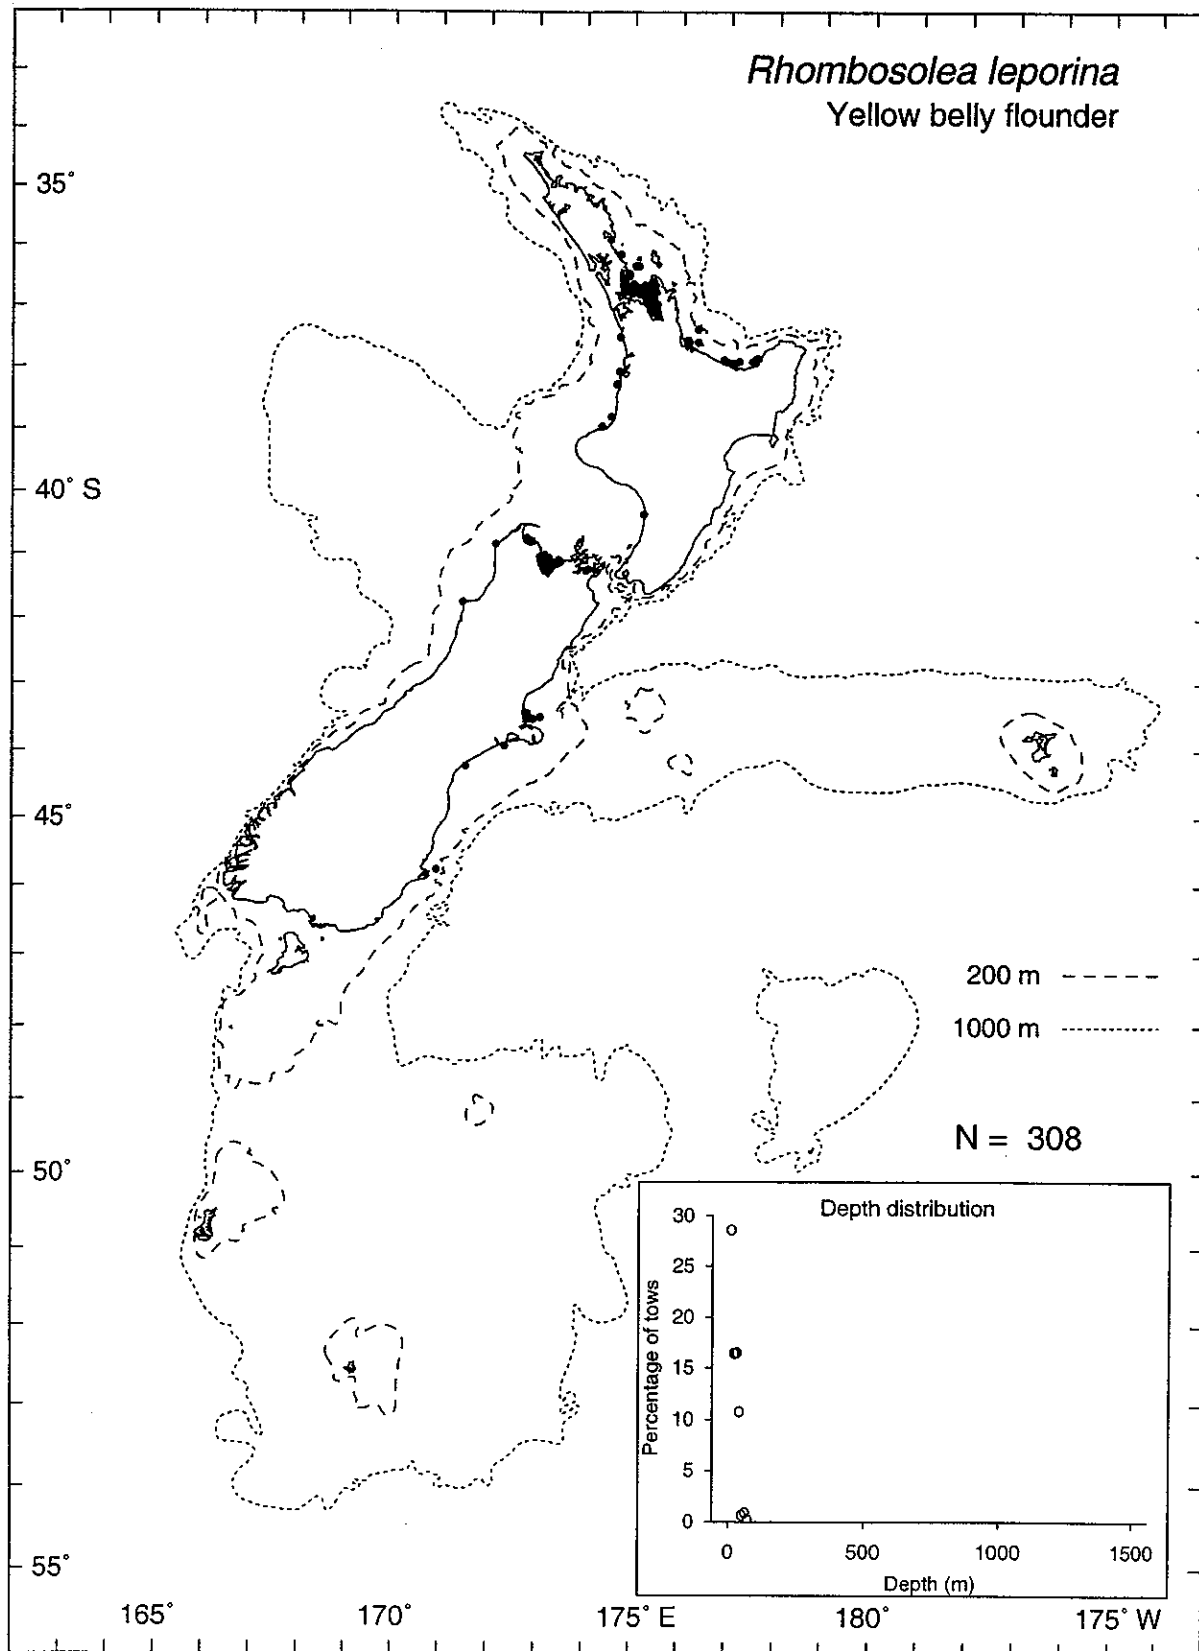 Rhombosolea leporina
Yellow belly flounder
35°
40° S
45°
200 m
1000 m
N = 308
50°
Depth distribution
30
25
20
15
10
5
0
Percentage of tows
0 500 1000 1500
Depth (m)
55°
165° 170° 175° E 180° 175° W